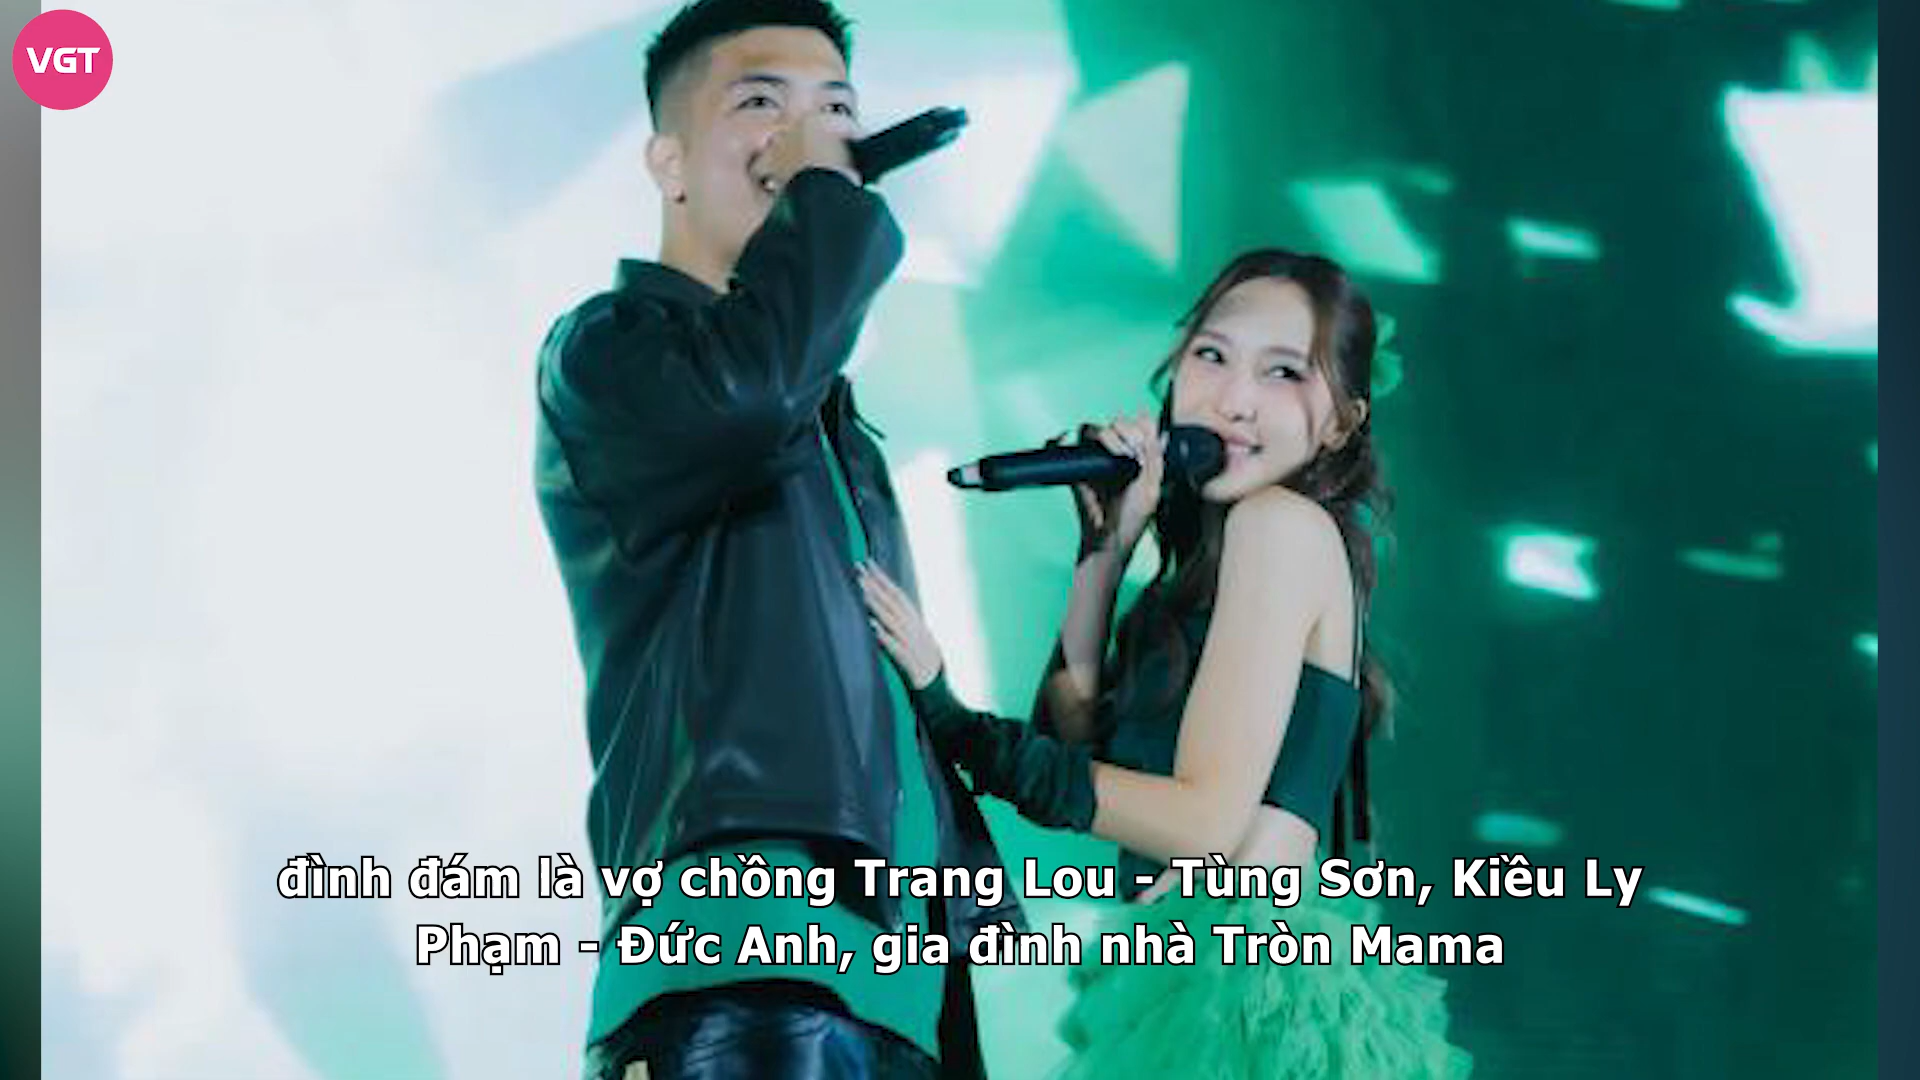 VGT
đình đám là vợ chồng Trang Lou - Tùng Sơn, Kiều Ly
Phạm - Đức Anh, gia đình nhà Tròn Mama